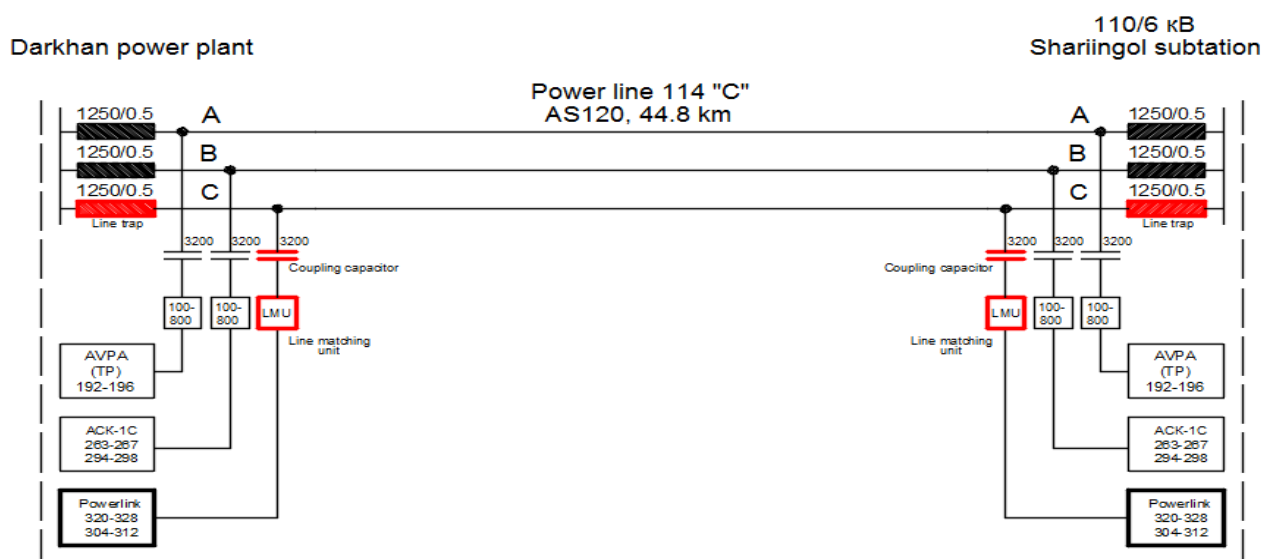 110/6 кВ
Darkhan power plant
Shariingol subtation
Power line 114 "C"
AS120, 44.8 km
1250/0.5
A
A
1250/0.5
1250/0.5
B
B
1250/0.5
1250/0.5
C
C
1250/0.5
Line trap
Line trap
3200
3200
3200
3200
3200
3200
Coupling capacitor
Coupling capacitor
100-
800
100-
800
LMU
LMU
100-
800
100-
800
Line matching
unit
Line matching
unit
AVPA
(TP)
192-196
AVPA
(TP)
192-196
ACK-1C
263-267
294-298
ACK-1C
263-267
294-298
Powerlink
320-328
304-312
Powerlink
320-328
304-312